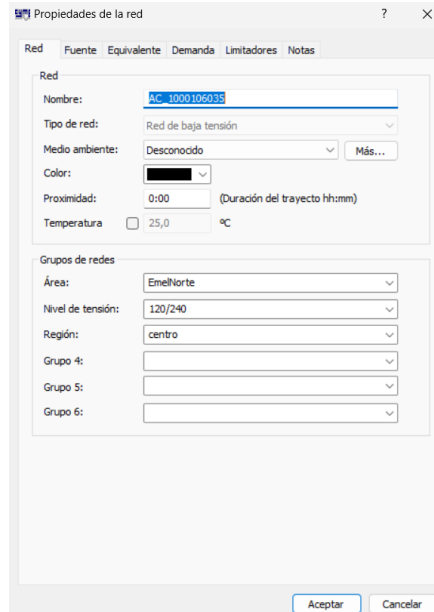 Propiedades de la red ? ×
Red Fuente Equivalente Demanda Limitadores Notas
Red
Nombre: AC_1000106035
Tipo de red: Red de baja tensión
Medio ambiente: Desconocido Más...
Color:
Proximidad: 0:00 (Duración del trayecto hh:mm)
Temperatura 25,0 ºC
Grupos de redes
Área: EmelNorte
Nivel de tensión: 120/240
Región: centro
Grupo 4:
Grupo 5:
Grupo 6:
Aceptar Cancelar